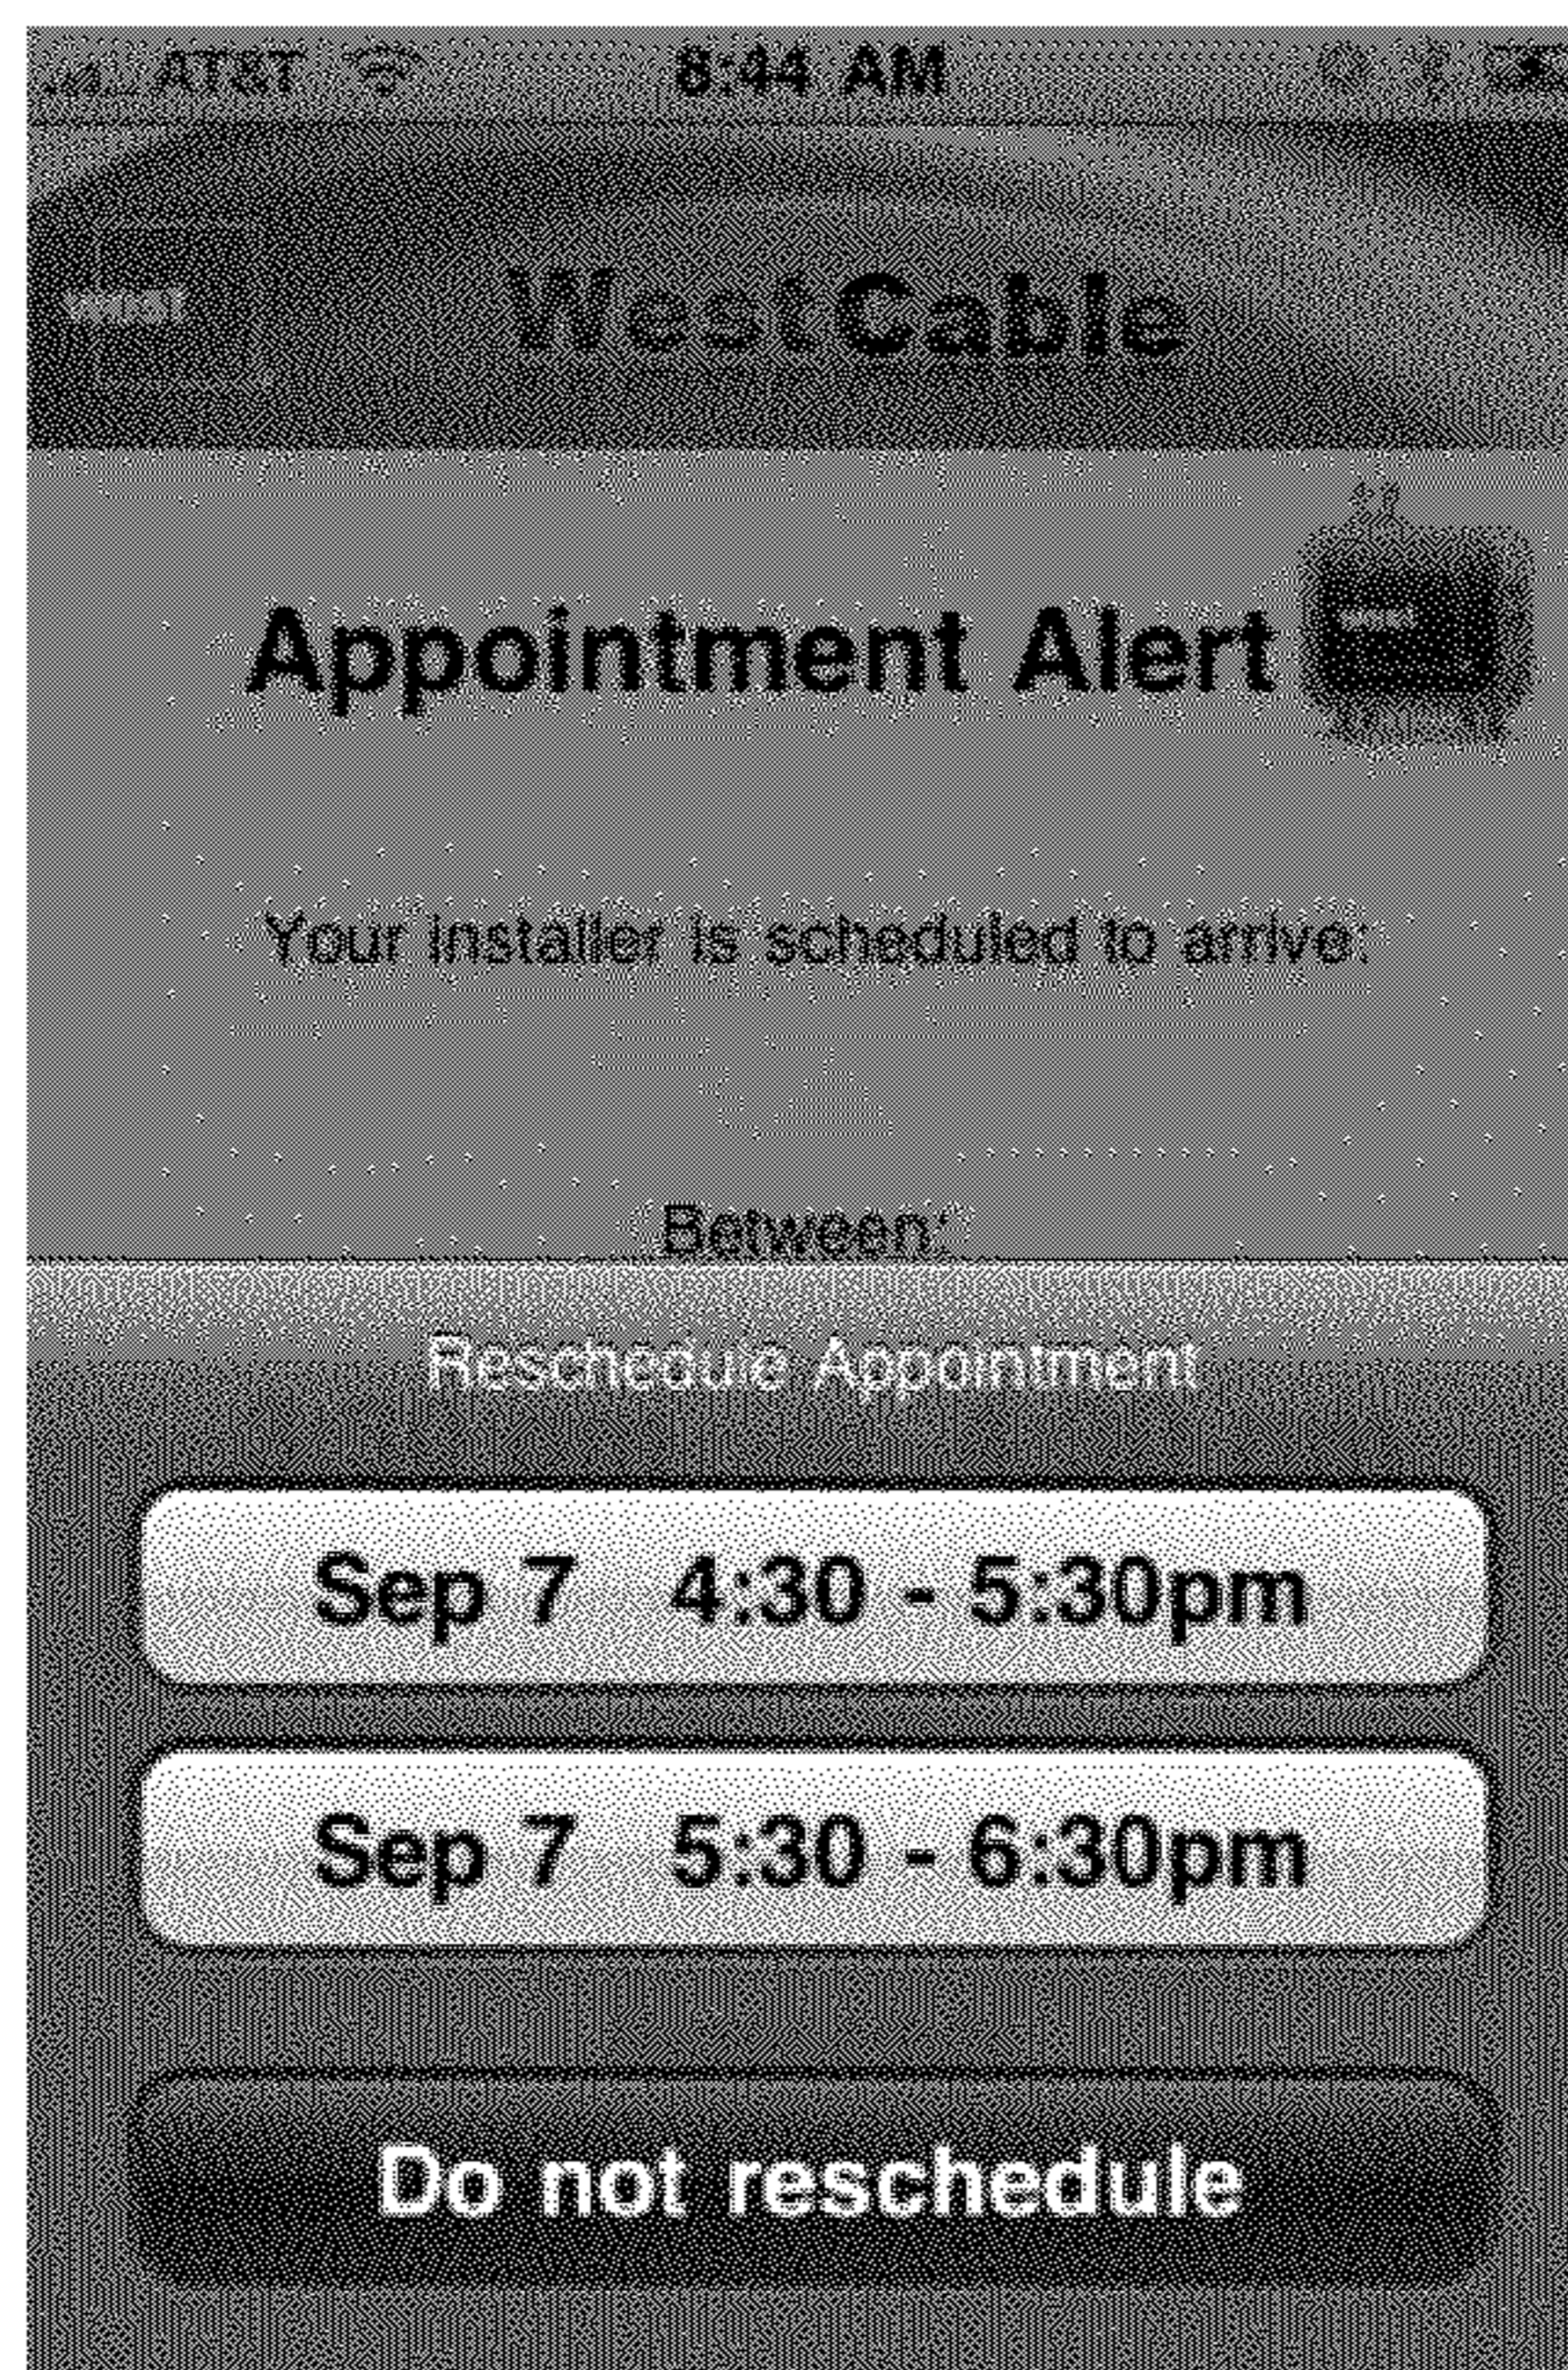 AT&T 8:44 AM
West
WestCable
Appointment Alert
Your installer is scheduled to arrive:
Between:
Reschedule Appointment
Sep 7 4:30 - 5:30pm
Sep 7 5:30 - 6:30pm
Do not reschedule